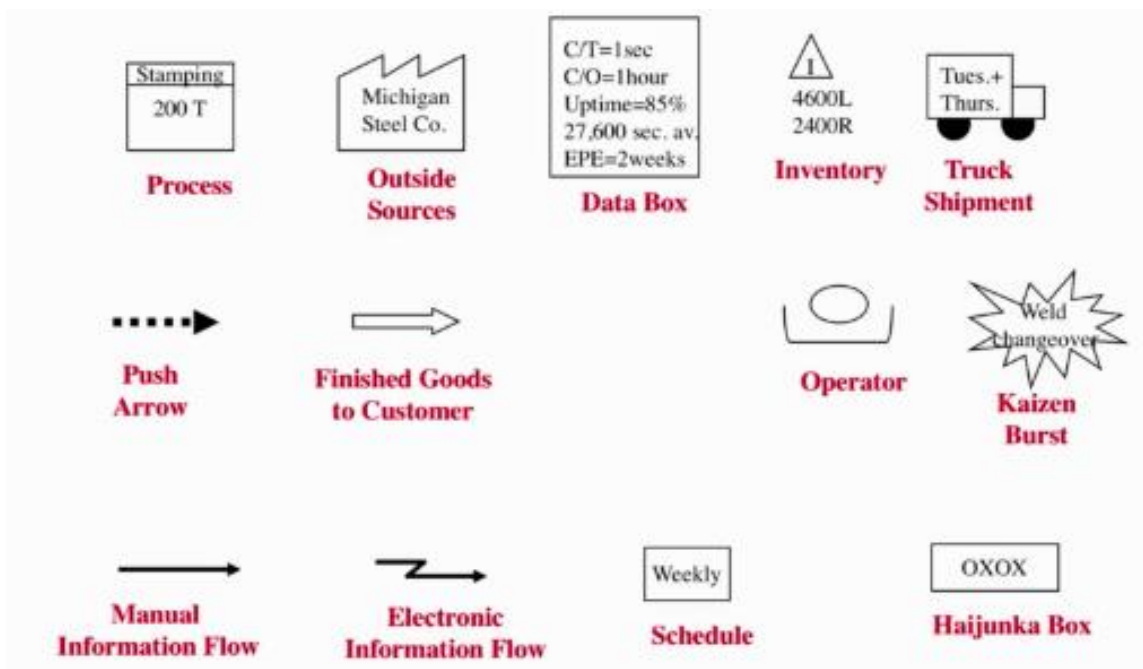 Stamping
200 T
Process
Michigan
Steel Co.
Outside
Sources
C/T=1sec
C/O=1hour
Uptime=85%
27,600 sec. av.
EPE=2weeks
Data Box
I
4600L
2400R
Inventory
Tues.+
Thurs.
Truck
Shipment
Push
Arrow
Finished Goods
to Customer
Operator
Weld
changeover
Kaizen
Burst
Manual
Information Flow
Electronic
Information Flow
Weekly
Schedule
OXOX
Haijunka Box